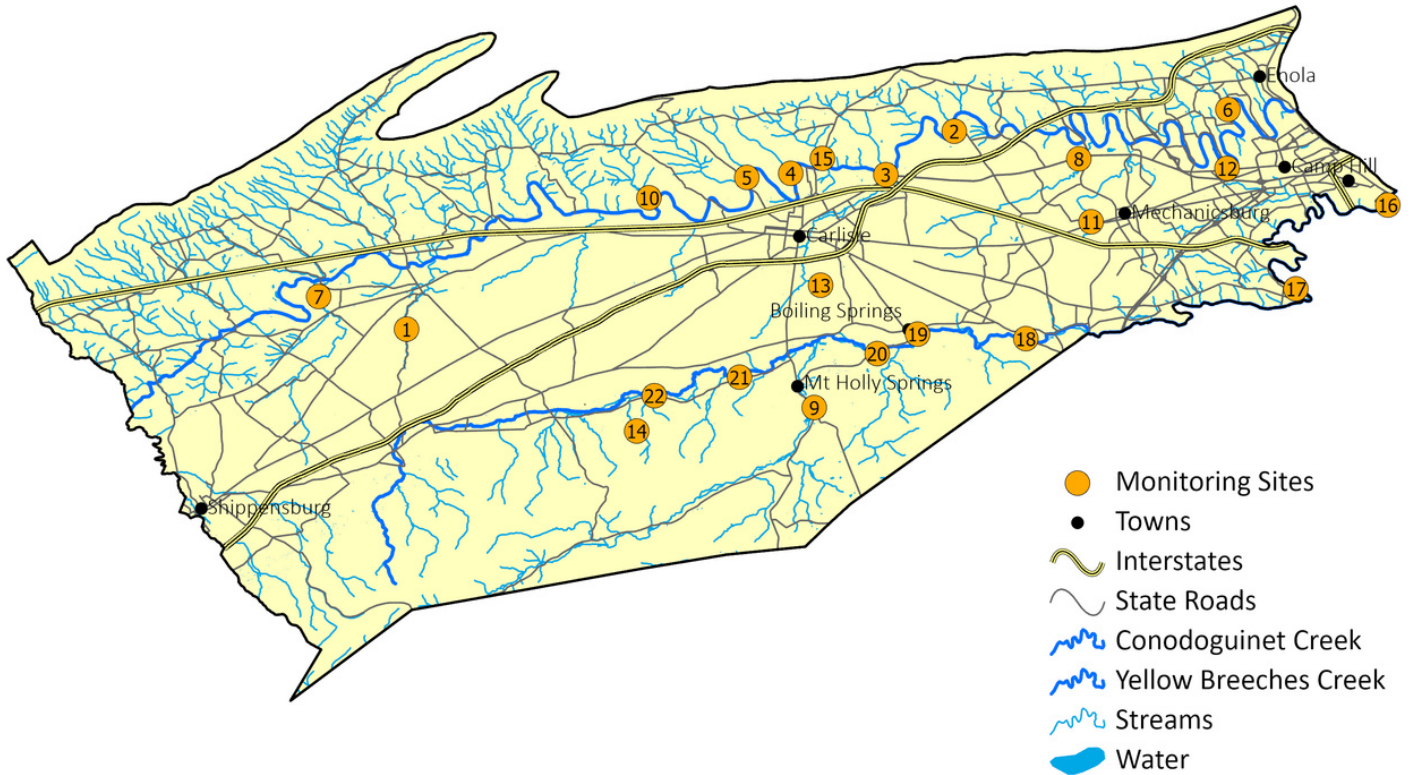 Enola
6
2
15
8
4
3
12
Camp Hill
5
10
16
11
Mechanicsburg
Carlisle
13
17
7
Boiling Springs
1
19
18
20
21
Mt Holly Springs
22
9
14
Shippensburg
Monitoring Sites
Towns
Interstates
State Roads
Conodoguinet Creek
Yellow Breeches Creek
Streams
Water